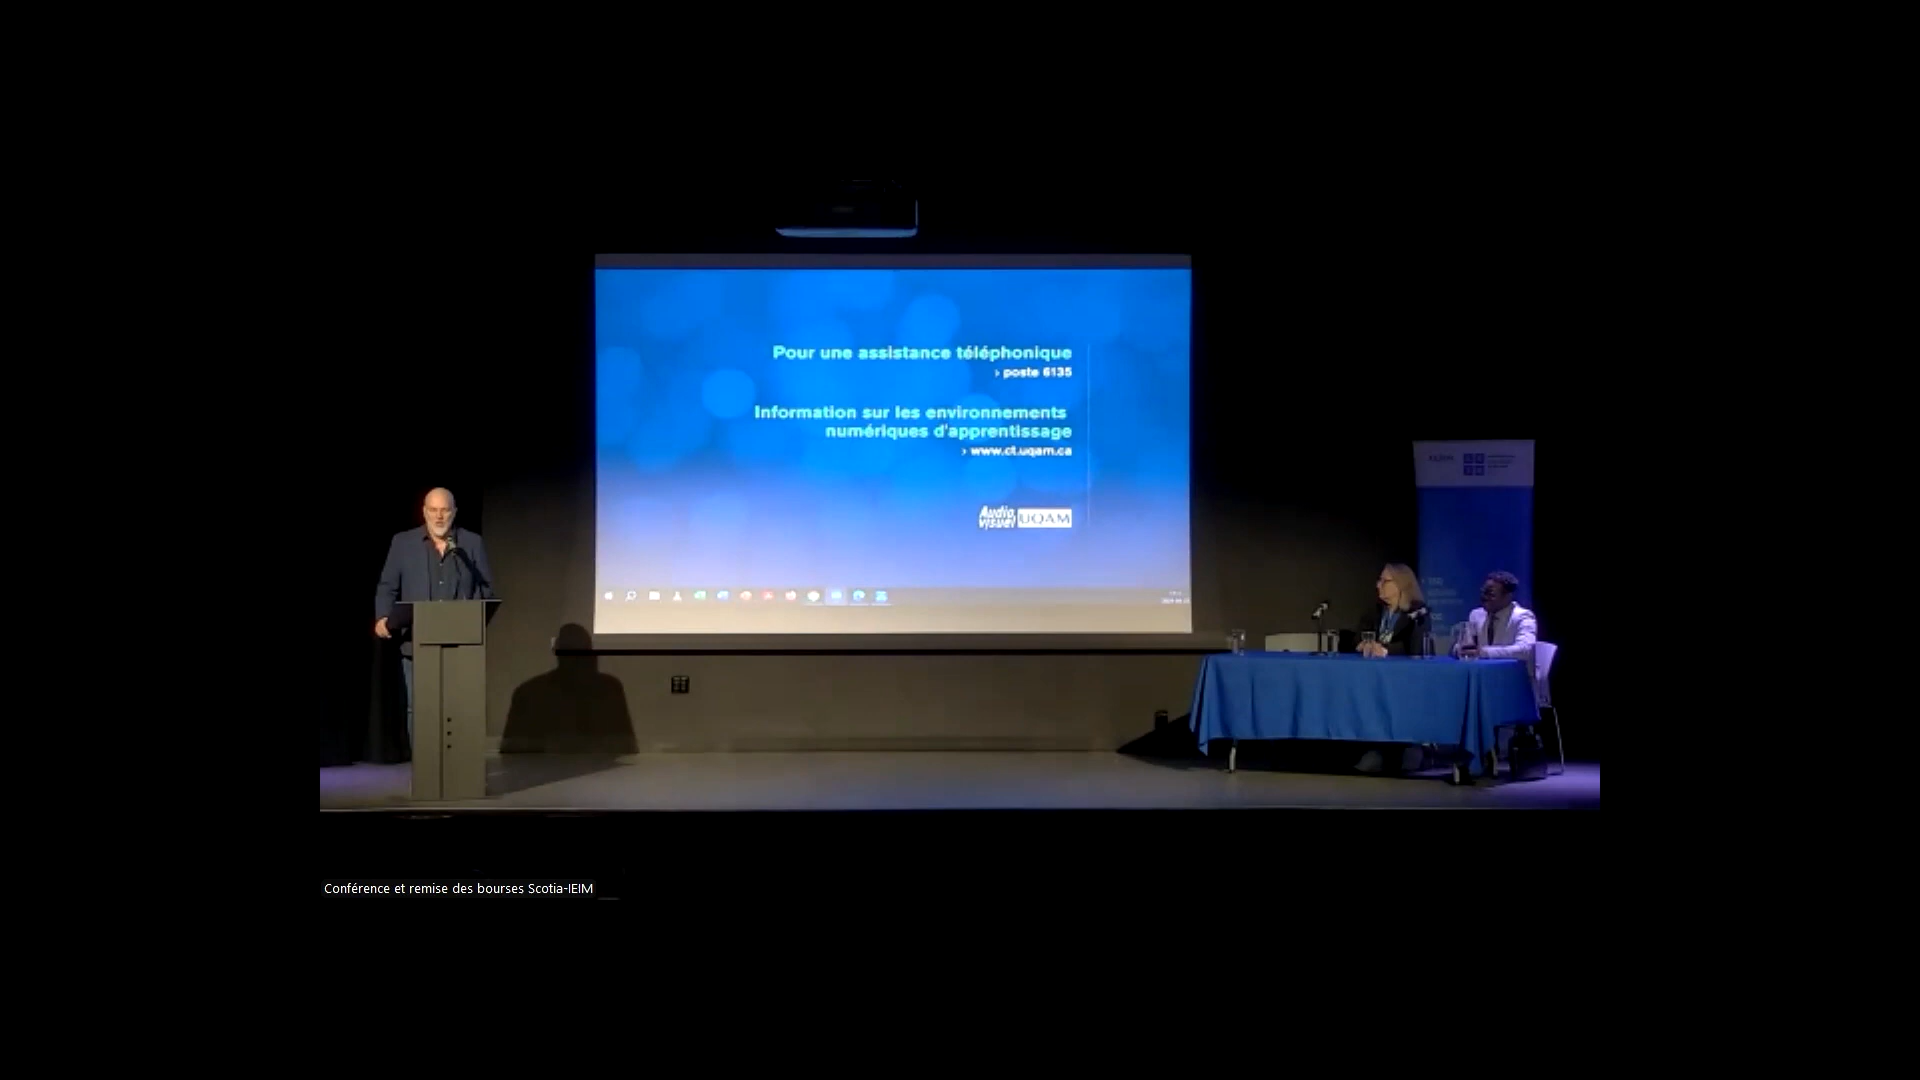 Pour une assistance téléphonique
› poste 6135
Information sur les environnements
numériques d'apprentissage
› www.ct.uqam.ca
Audio
visuel UQAM
Conférence et remise des bourses Scotia-IEIM